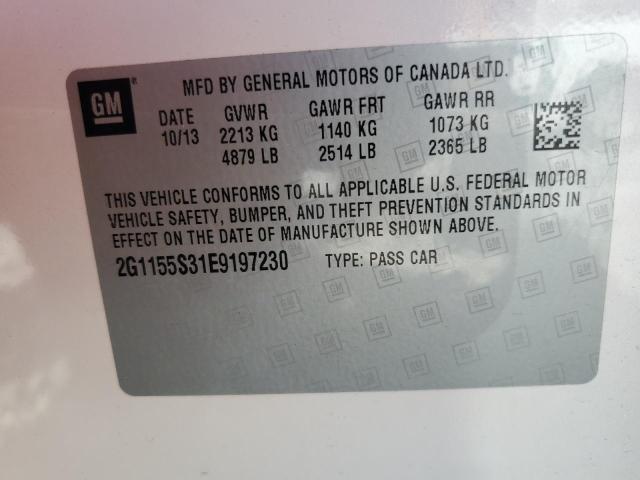 GM
MFD BY GENERAL MOTORS OF CANADA LTD.
DATE GVWR GAWR FRT GAWR RR
10/13 2213 KG 1140 KG 1073 KG
4879 LB 2514 LB 2365 LB
THIS VEHICLE CONFORMS TO ALL APPLICABLE U.S. FEDERAL MOTOR
VEHICLE SAFETY, BUMPER, AND THEFT PREVENTION STANDARDS IN
EFFECT ON THE DATE OF MANUFACTURE SHOWN ABOVE.
2G1155S31E9197230 TYPE: PASS CAR